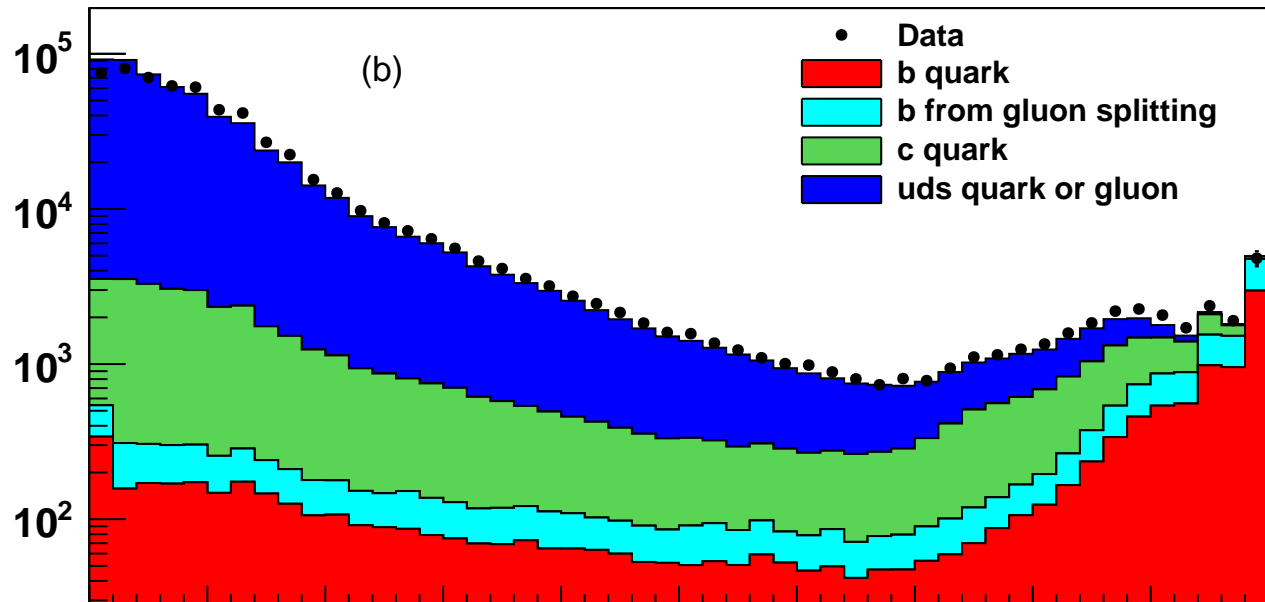 (b)
Data
b quark
b from gluon splitting
c quark
uds quark or gluon
10^5
10^4
10^3
10^2